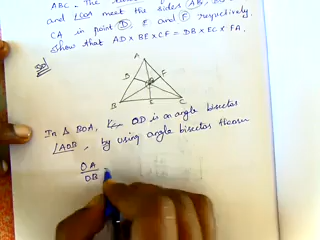 ABC. The
and ∠COA meet the sides AB, B
CA in point D, E and F respectively.
Show that AD × BE × CF = DB × EC × FA.
Sol
A
D F
B E C
In Δ BOA, OD is an angle bisector
∠AOB, by using angle bisector theorem
OA
OB